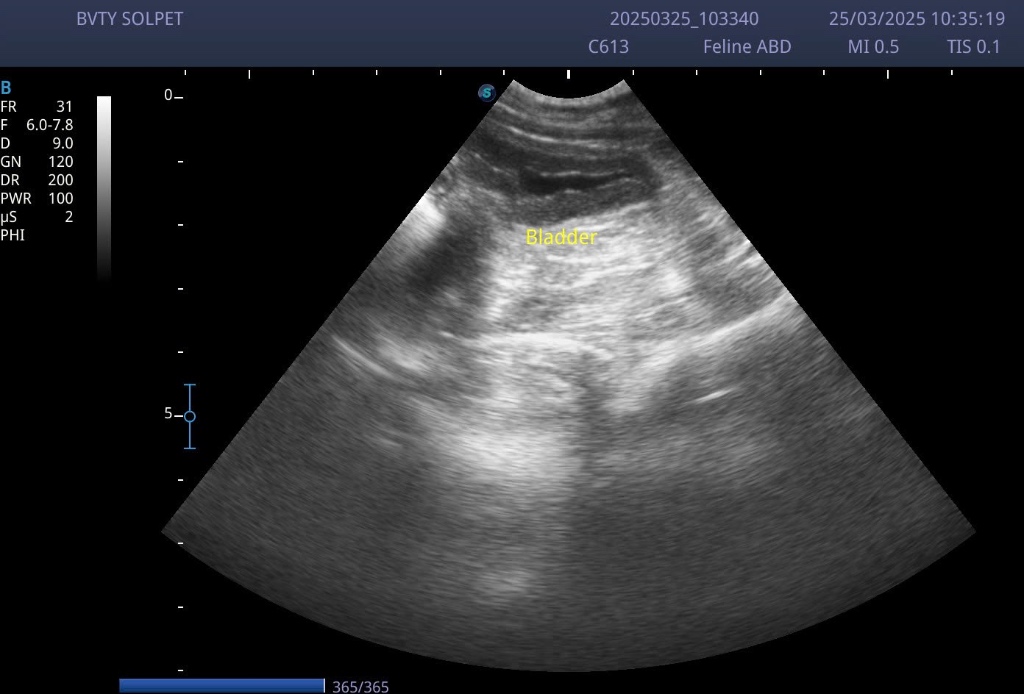 BVTY SOLPET
20250325_103340
25/03/2025 10:35:19
C613
Feline ABD
MI 0.5
TIS 0.1
B
FR 31
F 6.0-7.8
D 9.0
GN 120
DR 200
PWR 100
µS 2
PHI
0
S
Bladder
5
365/365